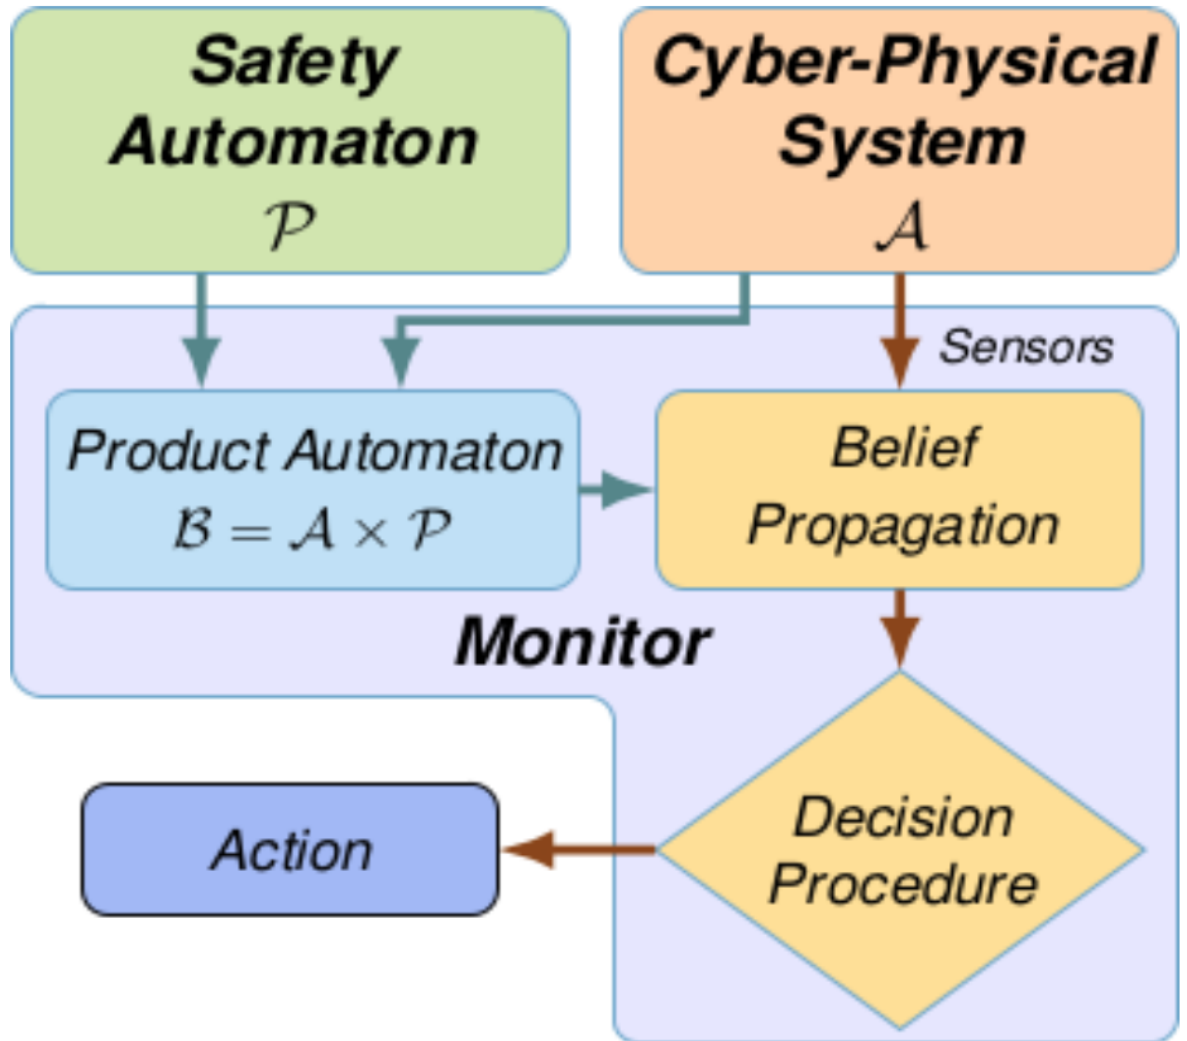 Safety
Automaton
𝒫
Cyber-Physical
System
𝒜
Sensors
Product Automaton
ℬ = 𝒜 × 𝒫
Belief
Propagation
Monitor
Decision
Procedure
Action